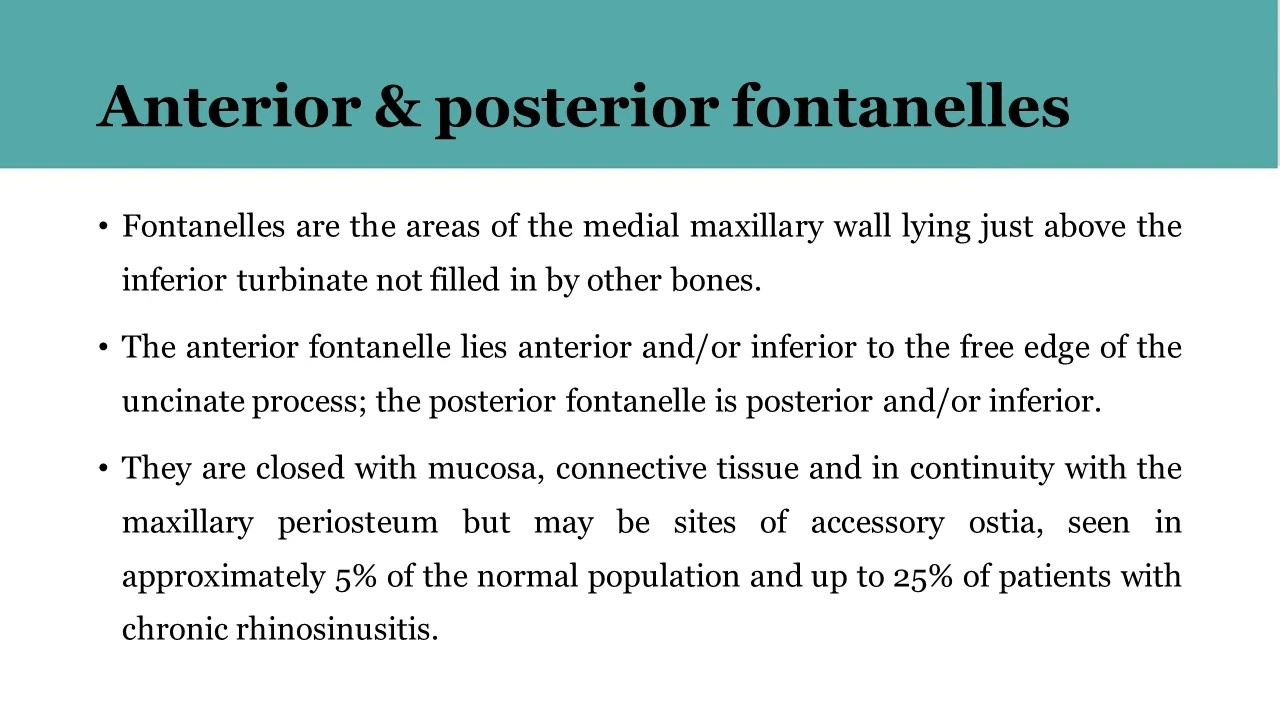 Anterior & posterior fontanelles
• Fontanelles are the areas of the medial maxillary wall lying just above the
inferior turbinate not filled in by other bones.
• The anterior fontanelle lies anterior and/or inferior to the free edge of the
uncinate process; the posterior fontanelle is posterior and/or inferior.
• They are closed with mucosa, connective tissue and in continuity with the
maxillary periosteum but may be sites of accessory ostia, seen in
approximately 5% of the normal population and up to 25% of patients with
chronic rhinosinusitis.